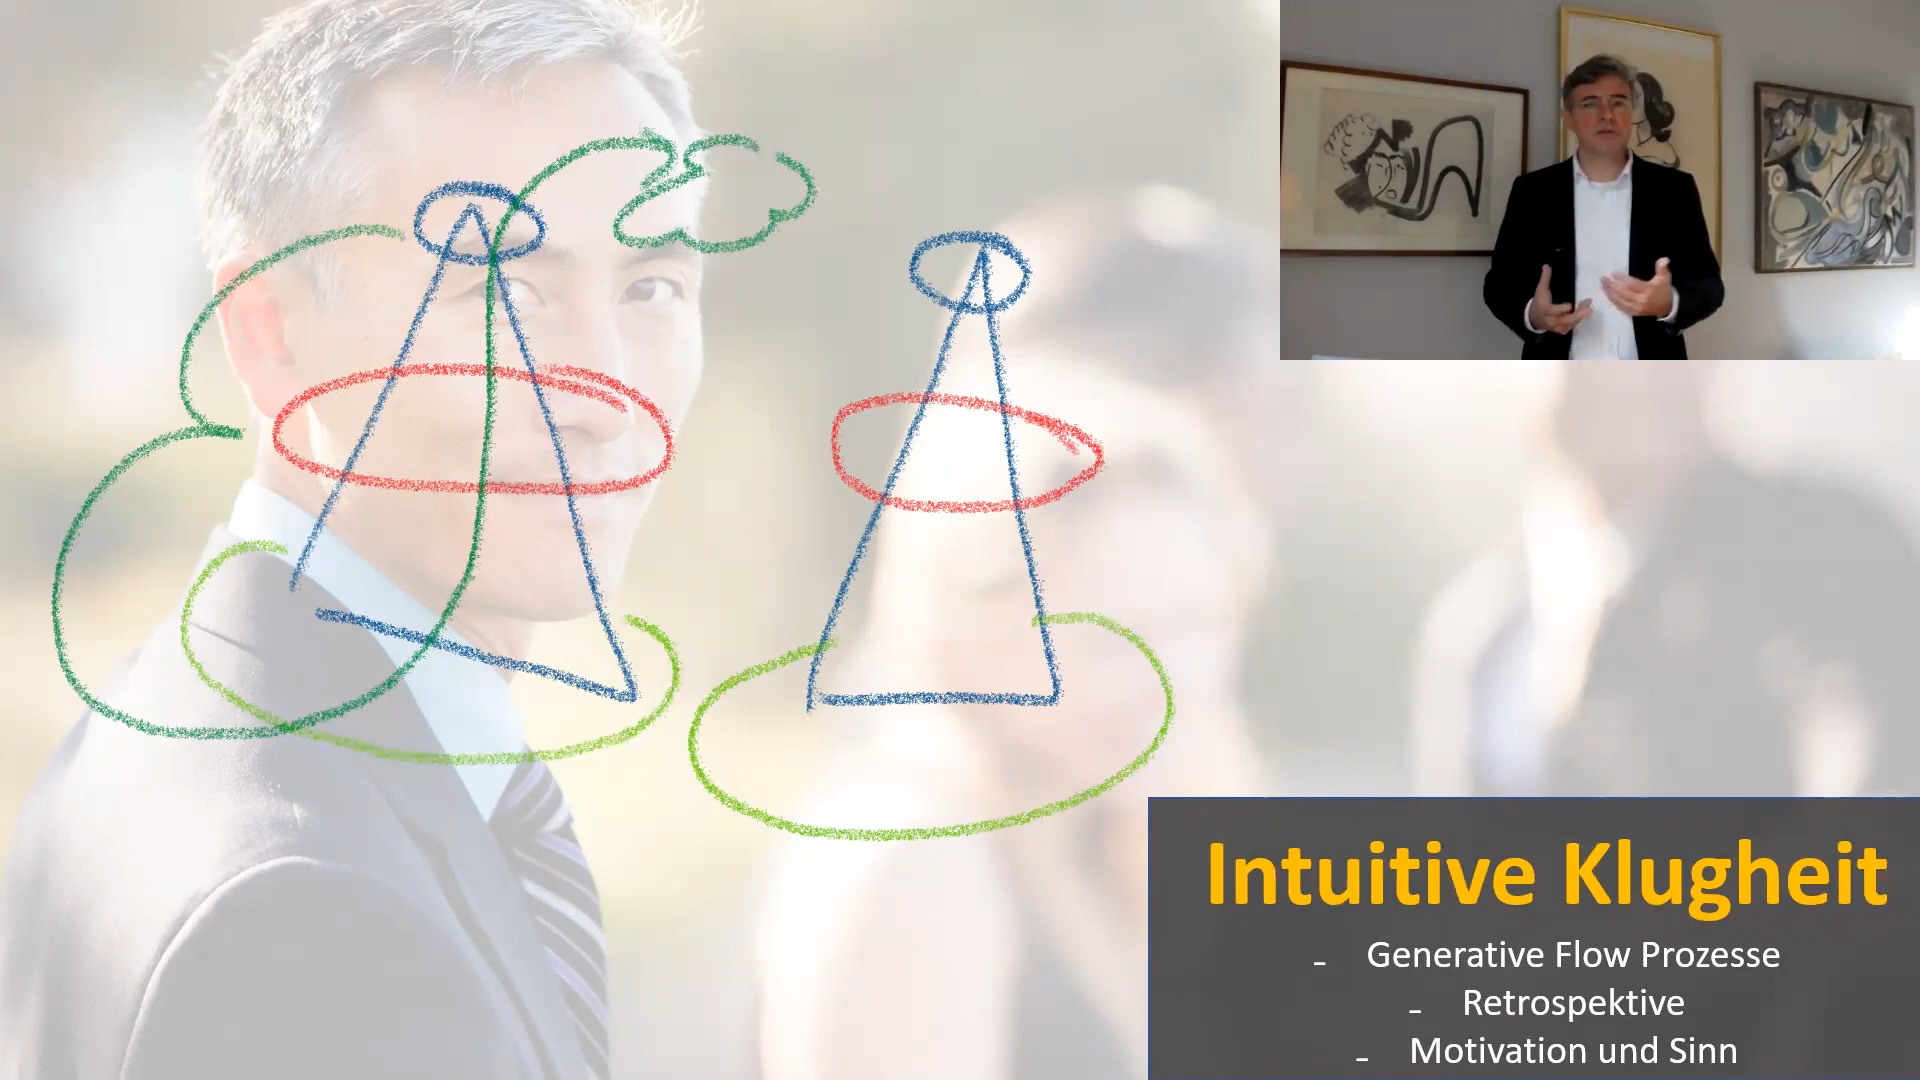 Intuitive Klugheit
- Generative Flow Prozesse
- Retrospektive
- Motivation und Sinn